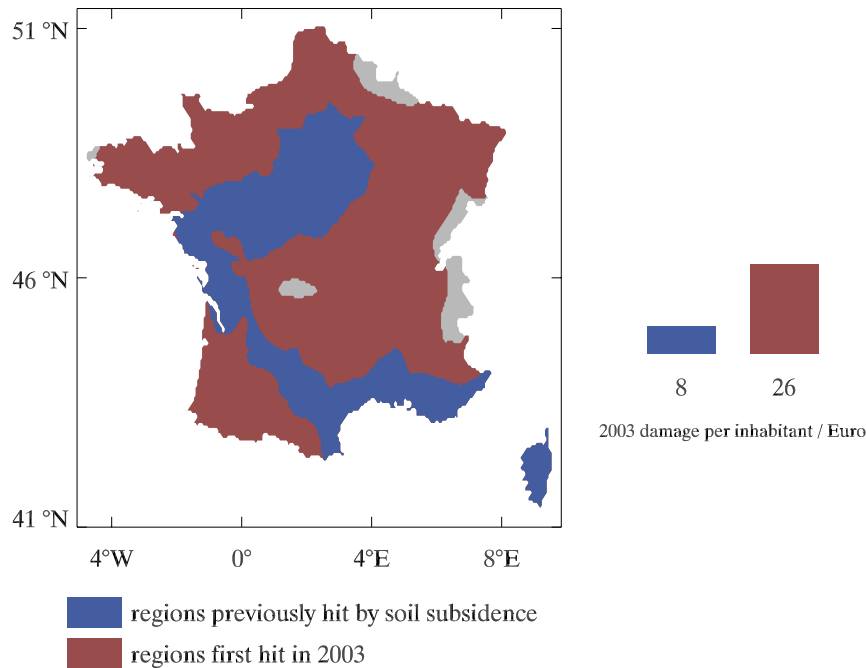 51 °N
46 °N
41 °N
4°W 0° 4°E 8°E
8 26
2003 damage per inhabitant / Euro
regions previously hit by soil subsidence
regions first hit in 2003